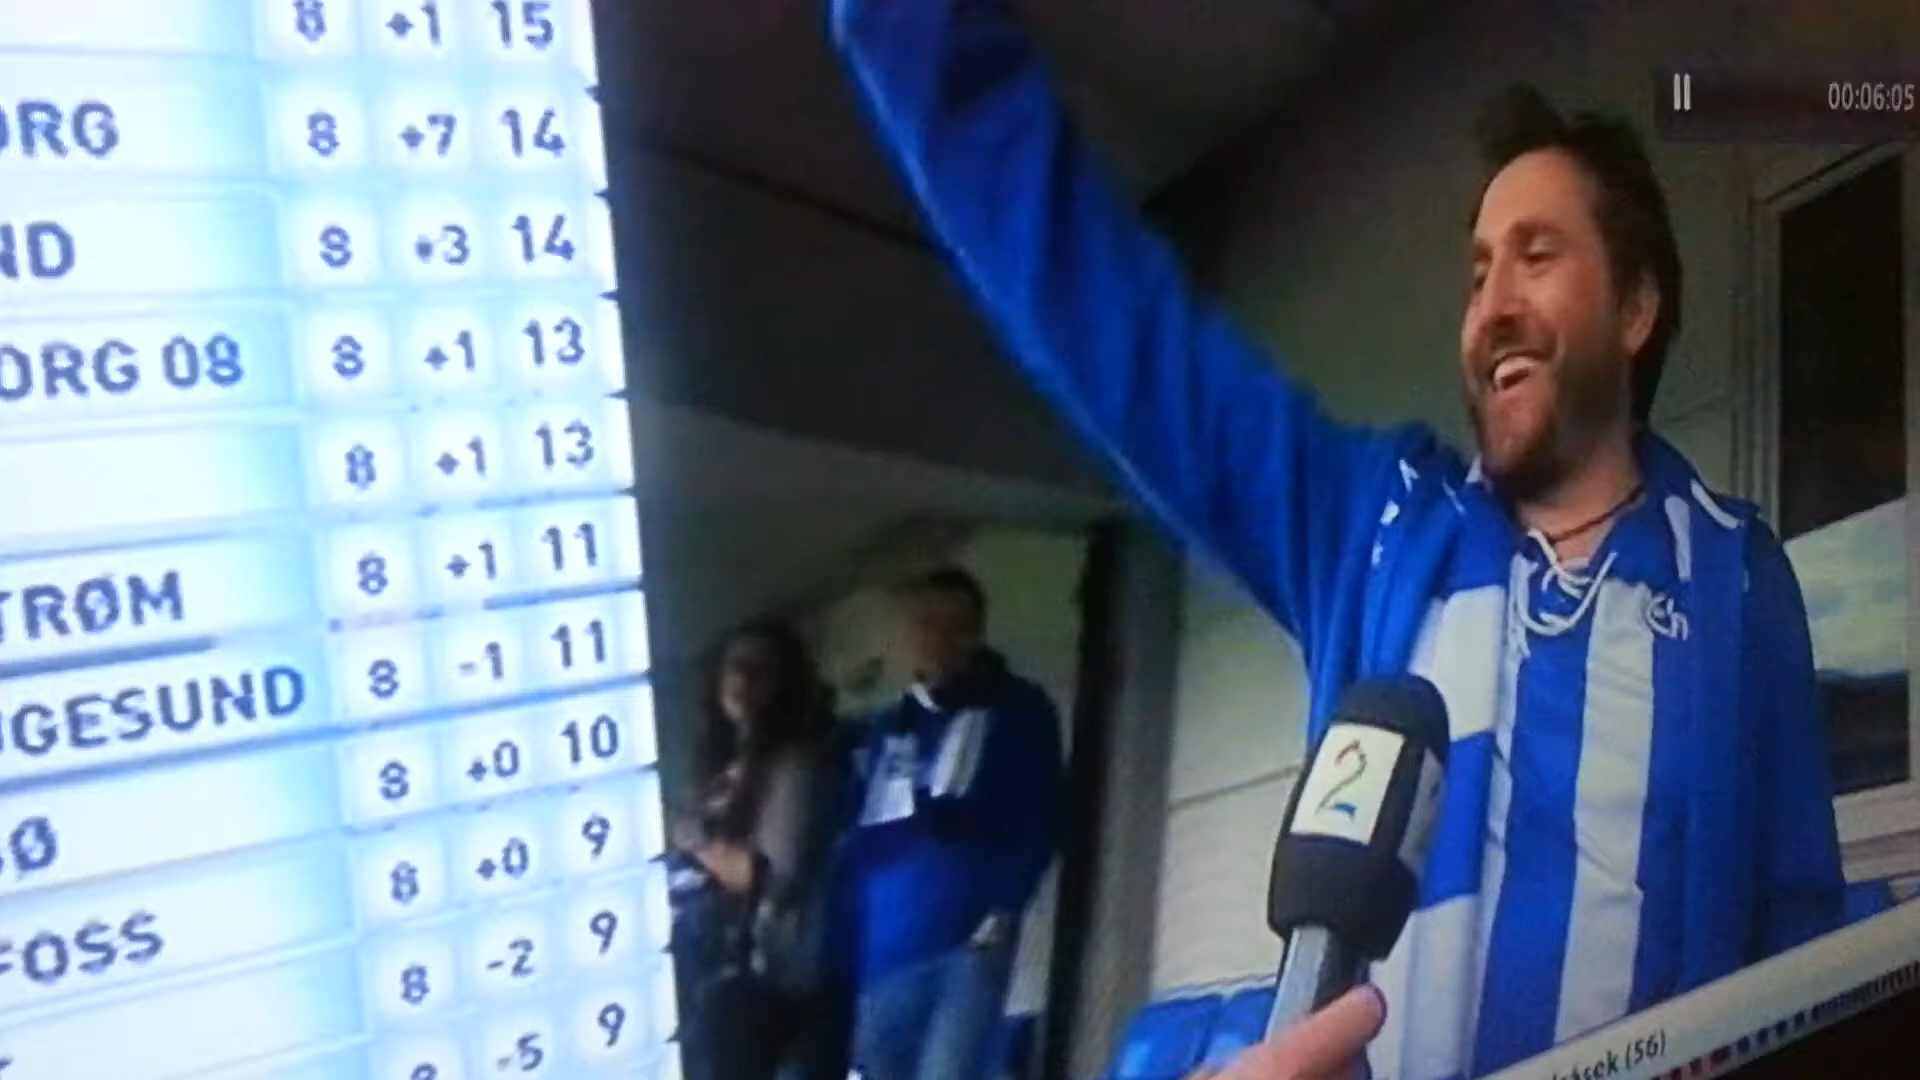 8 +1 15
ORG 8 +7 14
ND 8 +3 14
ORG 08 8 +1 13
8 +1 13
TRØM 8 +1 11
GESUND 8 -1 11
8 +0 10
Ø 8 +0 9
FOSS 8 -2 9
-5 9
00:06:05
2
(56)